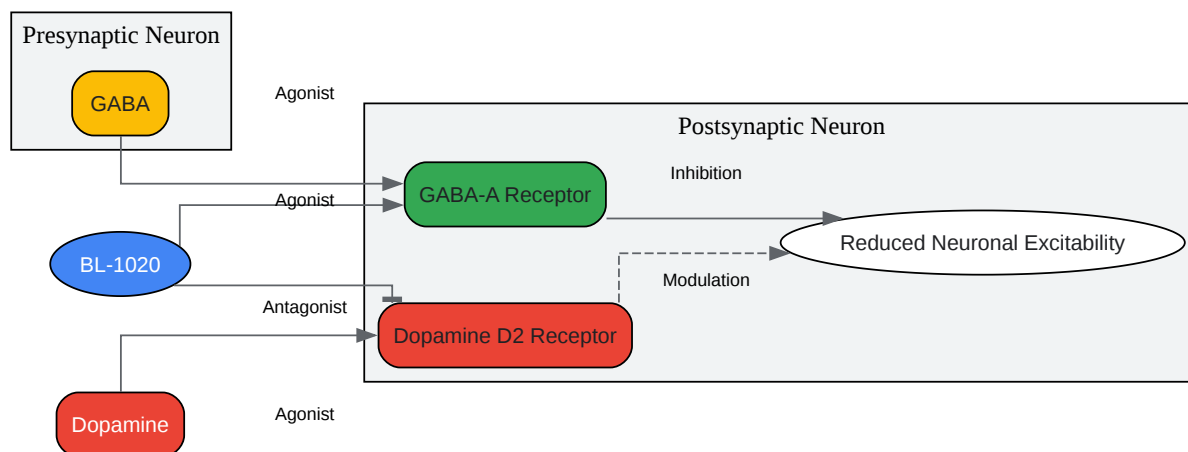 Presynaptic Neuron
GABA
Agonist
Postsynaptic Neuron
GABA-A Receptor
Inhibition
Agonist
Reduced Neuronal Excitability
BL-1020
Modulation
Antagonist
Dopamine D2 Receptor
Dopamine
Agonist